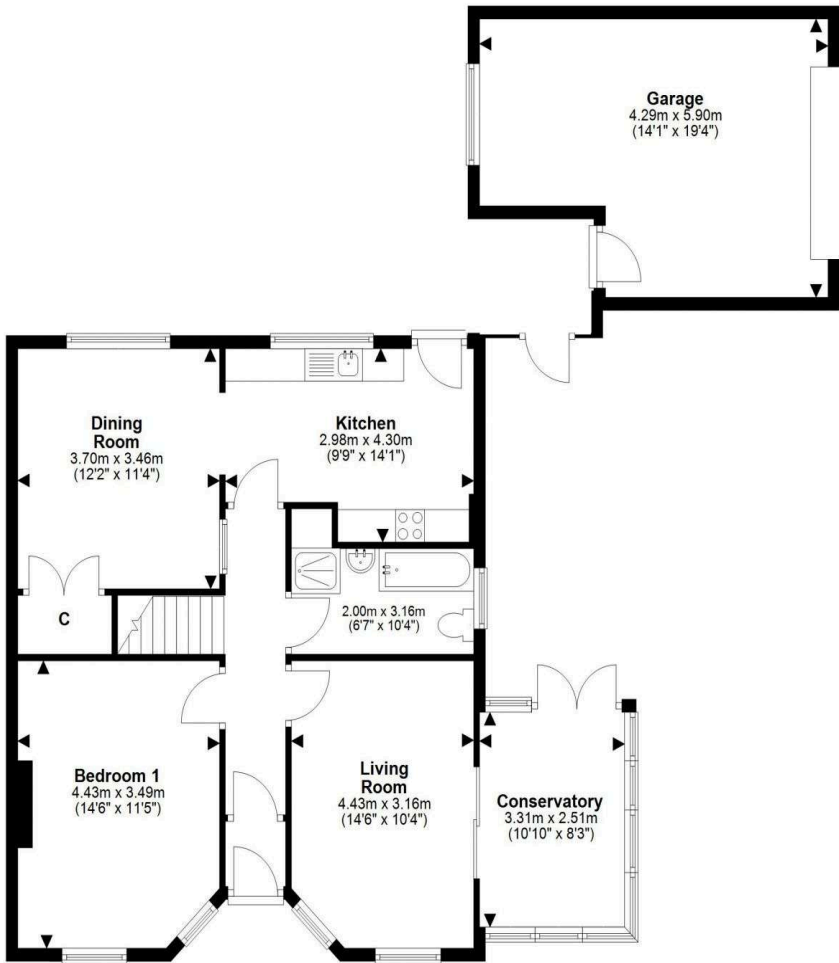 Garage
4.29m x 5.90m
(14'1" x 19'4")
Dining
Room
3.70m x 3.46m
(12'2" x 11'4")
Kitchen
2.98m x 4.30m
(9'9" x 14'1")
C
2.00m x 3.16m
(6'7" x 10'4")
Bedroom 1
4.43m x 3.49m
(14'6" x 11'5")
Living
Room
4.43m x 3.16m
(14'6" x 10'4")
Conservatory
3.31m x 2.51m
(10'10" x 8'3")